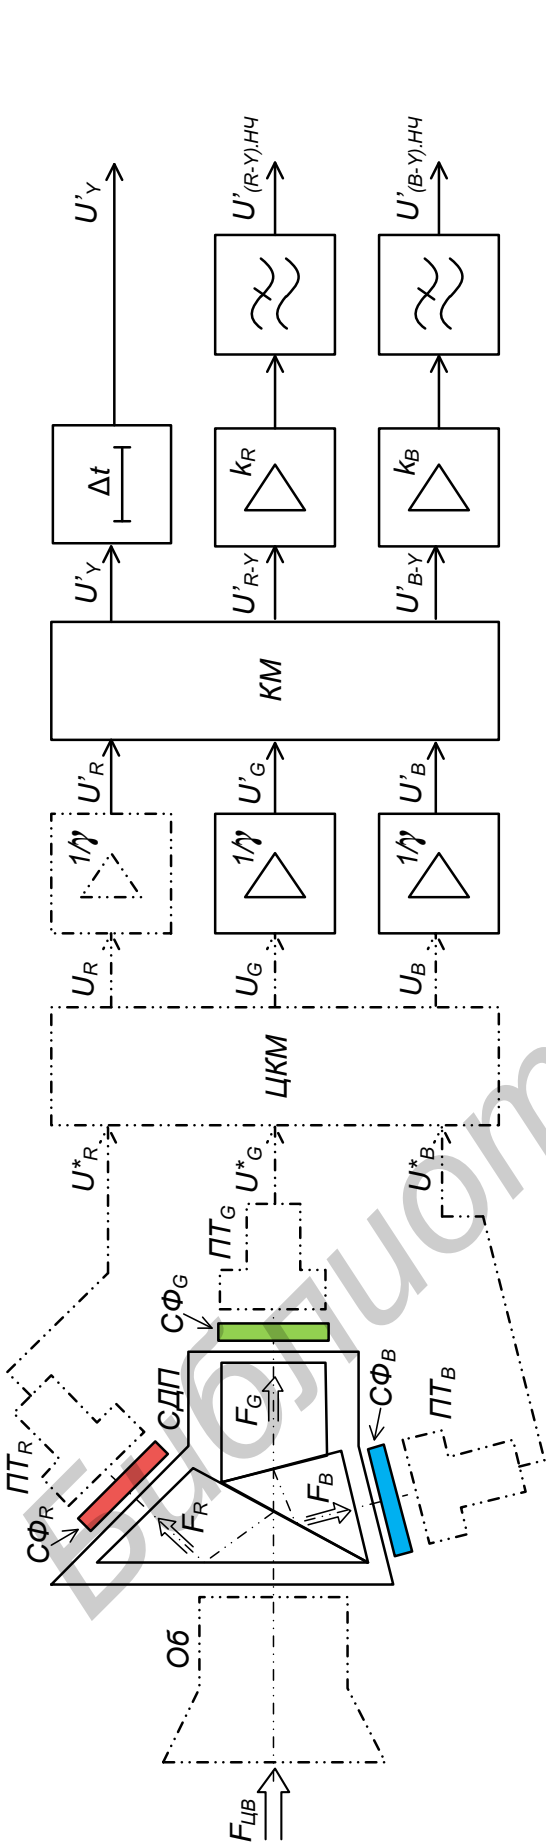 F_ЦВ
Об
СФ_R
ПТ_R
F_R
СДП
F_G
F_B
СФ_G
ПТ_G
СФ_B
ПТ_B
U*_R
U*_G
U*_B
ЦКМ
U_R
U_G
U_B
1/γ
1/γ
1/γ
U'_R
U'_G
U'_B
КМ
U'_Y
U'_R-Y
U'_B-Y
Δt
k_R
k_B
U'_Y
U'_(R-Y).НЧ
U'_(B-Y).НЧ
Библиот